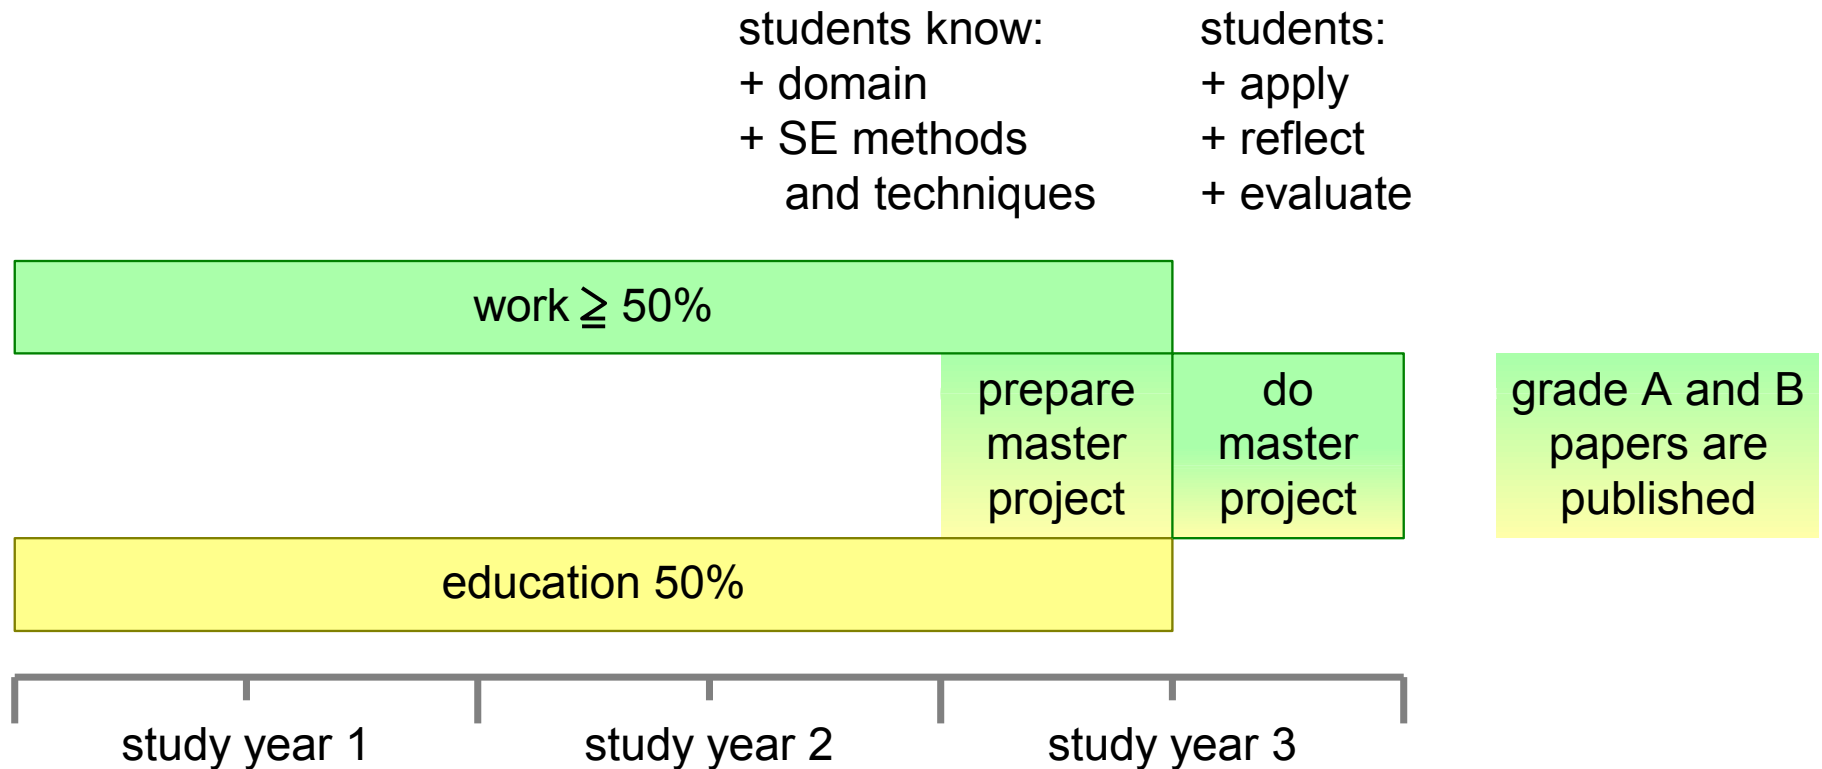 students know:
+ domain
+ SE methods
and techniques
students:
+ apply
+ reflect
+ evaluate
work ≧ 50%
prepare
master
project
do
master
project
grade A and B
papers are
published
education 50%
study year 1
study year 2
study year 3